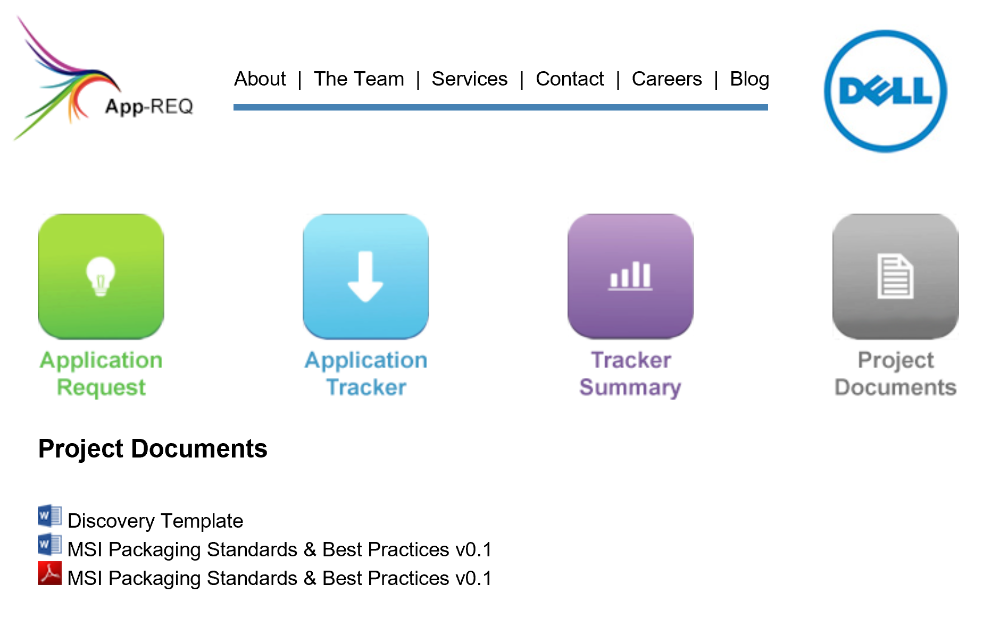 App-REQ
About | The Team | Services | Contact | Careers | Blog
DELL
Application
Request
Application
Tracker
Tracker
Summary
Project
Documents
Project Documents
Discovery Template
MSI Packaging Standards & Best Practices v0.1
MSI Packaging Standards & Best Practices v0.1